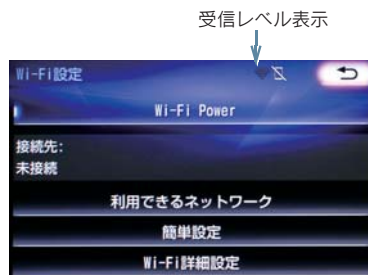 受信レベル表示
Wi-Fi設定
Wi-Fi Power
接続先:
未接続
利用できるネットワーク
簡単設定
Wi-Fi詳細設定